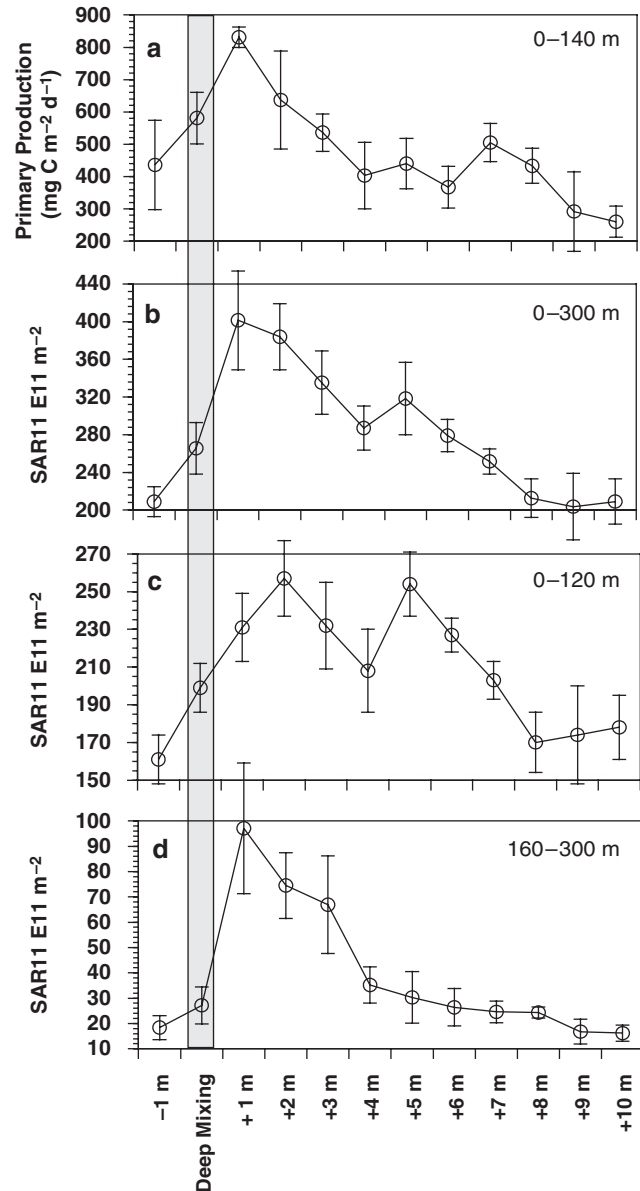 Primary Production
(mg C m−2 d−1)
900
800
700
600
500
400
300
200
a
0–140 m
SAR11 E11 m−2
440
400
360
320
280
240
200
b
0–300 m
SAR11 E11 m−2
270
250
230
210
190
170
150
c
0–120 m
SAR11 E11 m−2
100
90
80
70
60
50
40
30
20
10
d
160–300 m
−1 m
Deep Mixing
+ 1 m
+2 m
+3 m
+4 m
+5 m
+6 m
+7 m
+8 m
+9 m
+10 m